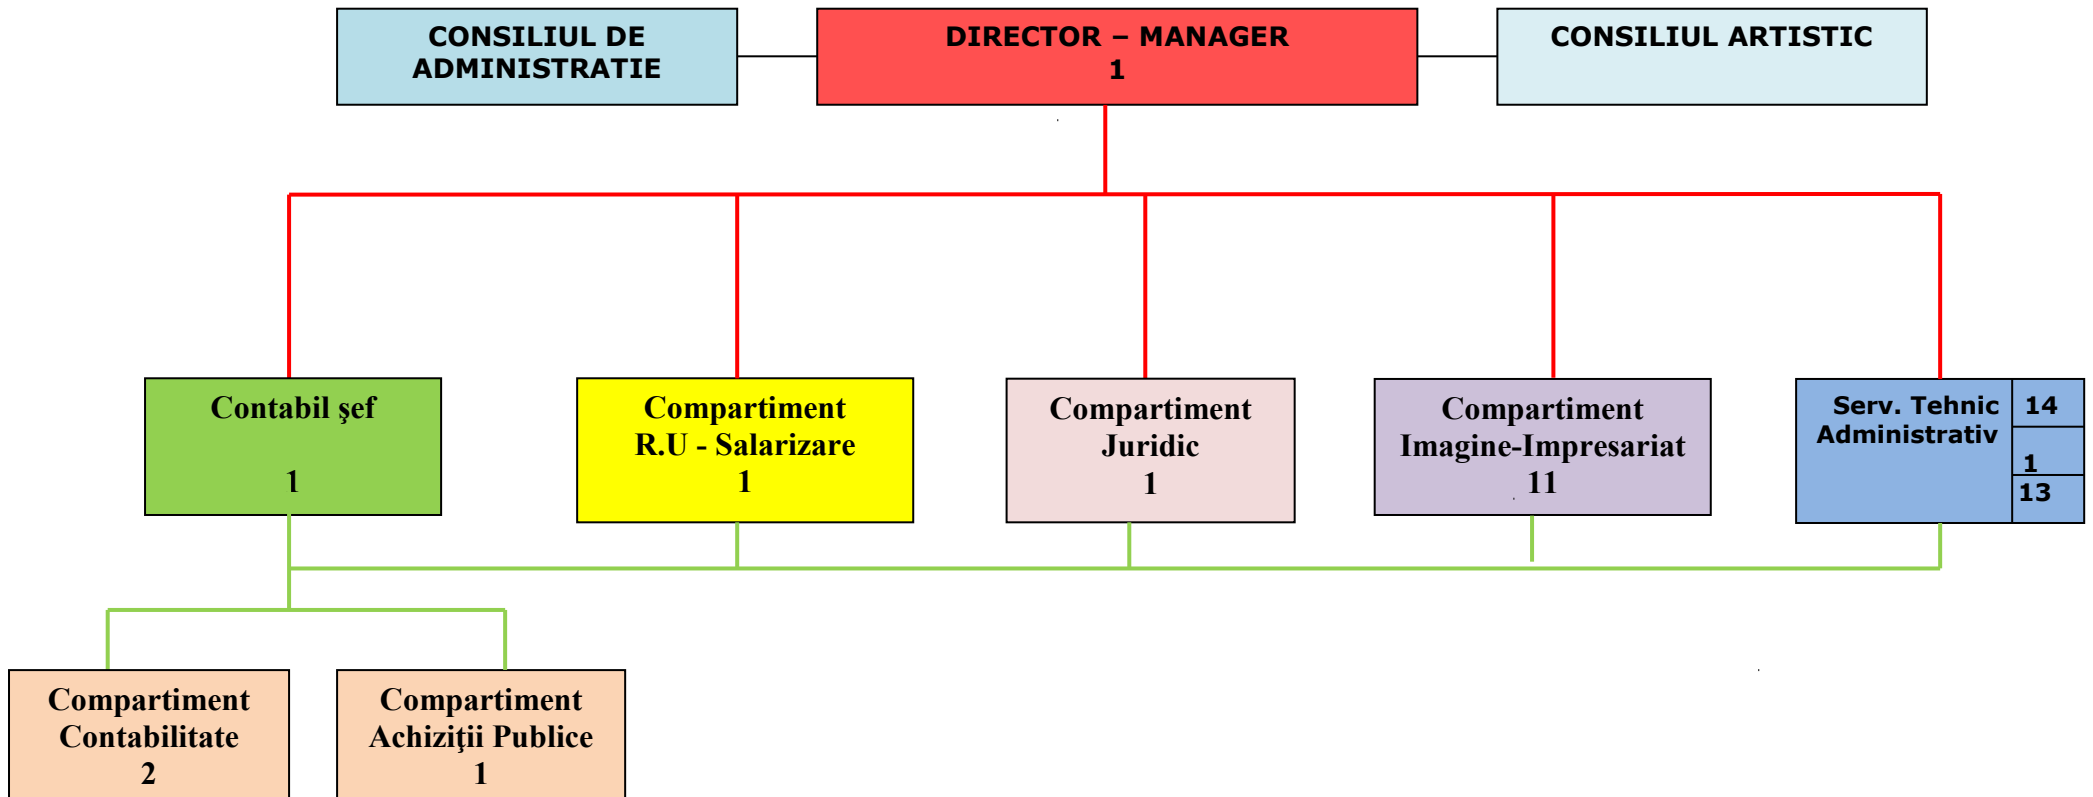 CONSILIUL DE
ADMINISTRATIE
DIRECTOR – MANAGER
1
CONSILIUL ARTISTIC
Contabil şef
1
Compartiment
R.U - Salarizare
1
Compartiment
Juridic
1
Compartiment
Imagine-Impresariat
11
Serv. Tehnic
Administrativ
14
1
13
Compartiment
Contabilitate
2
Compartiment
Achiziţii Publice
1